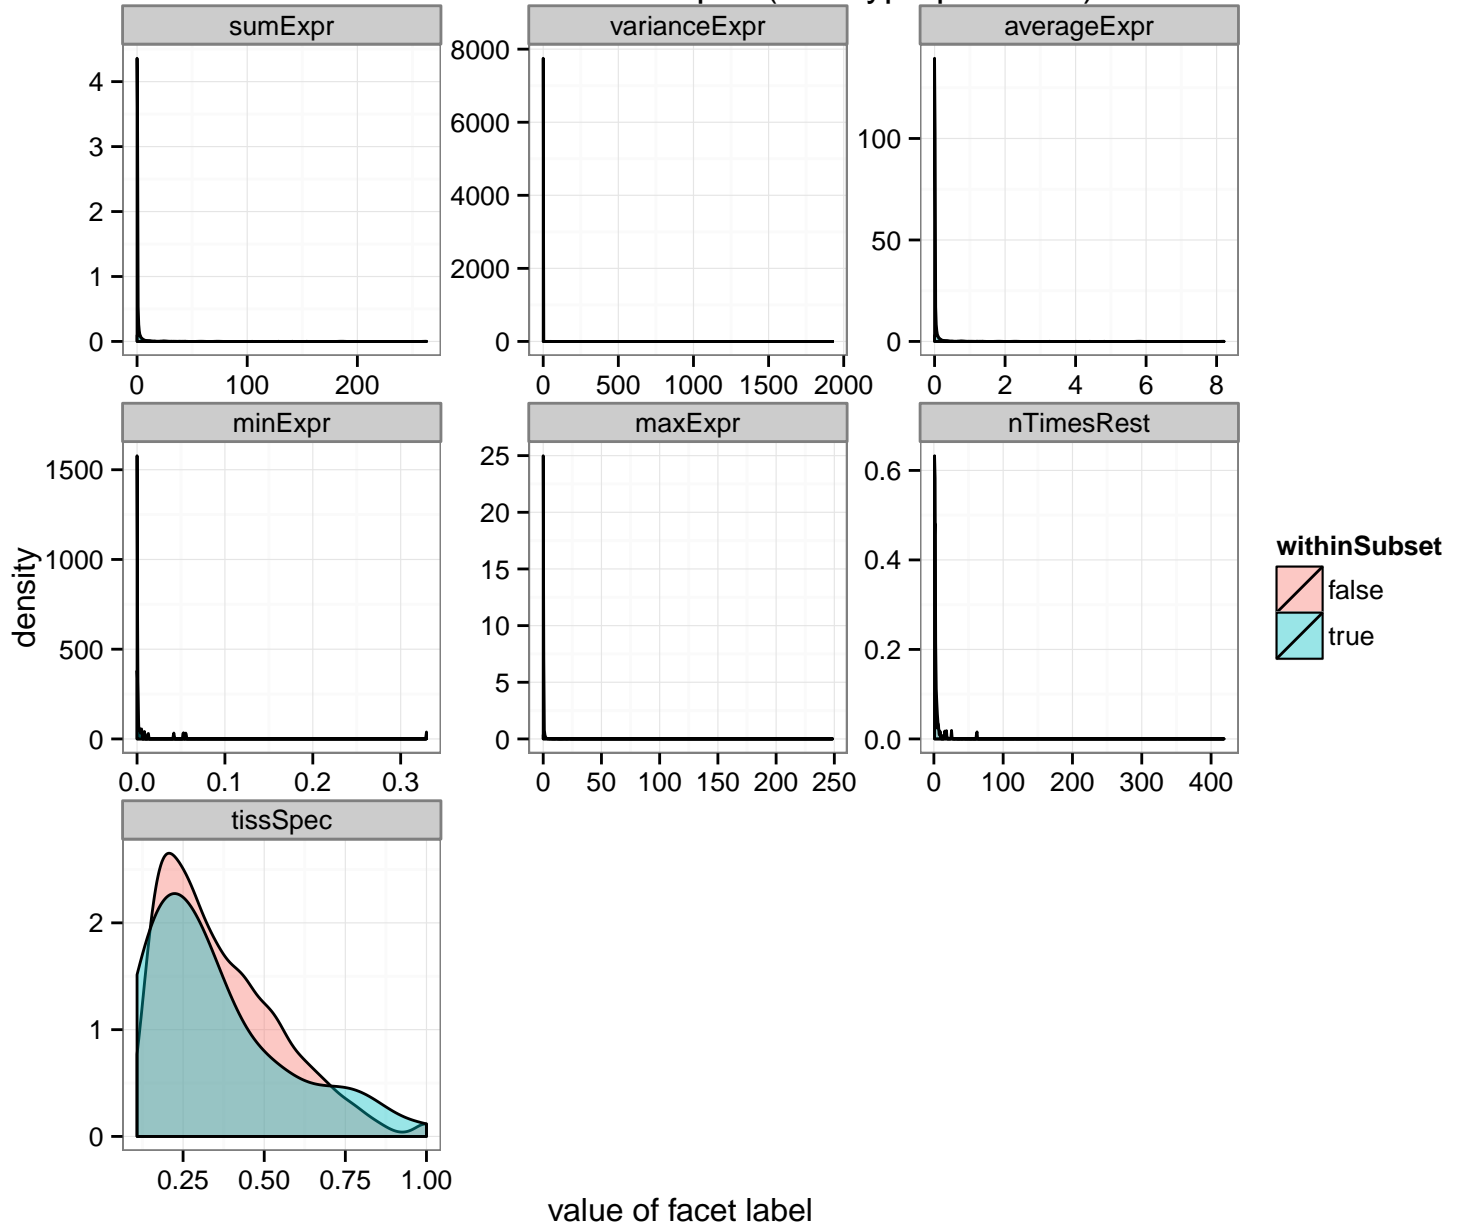 sumExpr varianceExpr averageExpr
4
3
2
1
0
0 100 200
8000
6000
4000
2000
0
0 500 1000 1500 2000
100
50
0
0 2 4 6 8
minExpr maxExpr nTimesRest
1500
1000
500
0
0.0 0.1 0.2 0.3
25
20
15
10
5
0
0 50 100 150 200 250
0.6
0.4
0.2
0.0
0 100 200 300 400
density
withinSubset
false
true
tissSpec
2
1
0
0.25 0.50 0.75 1.00
value of facet label